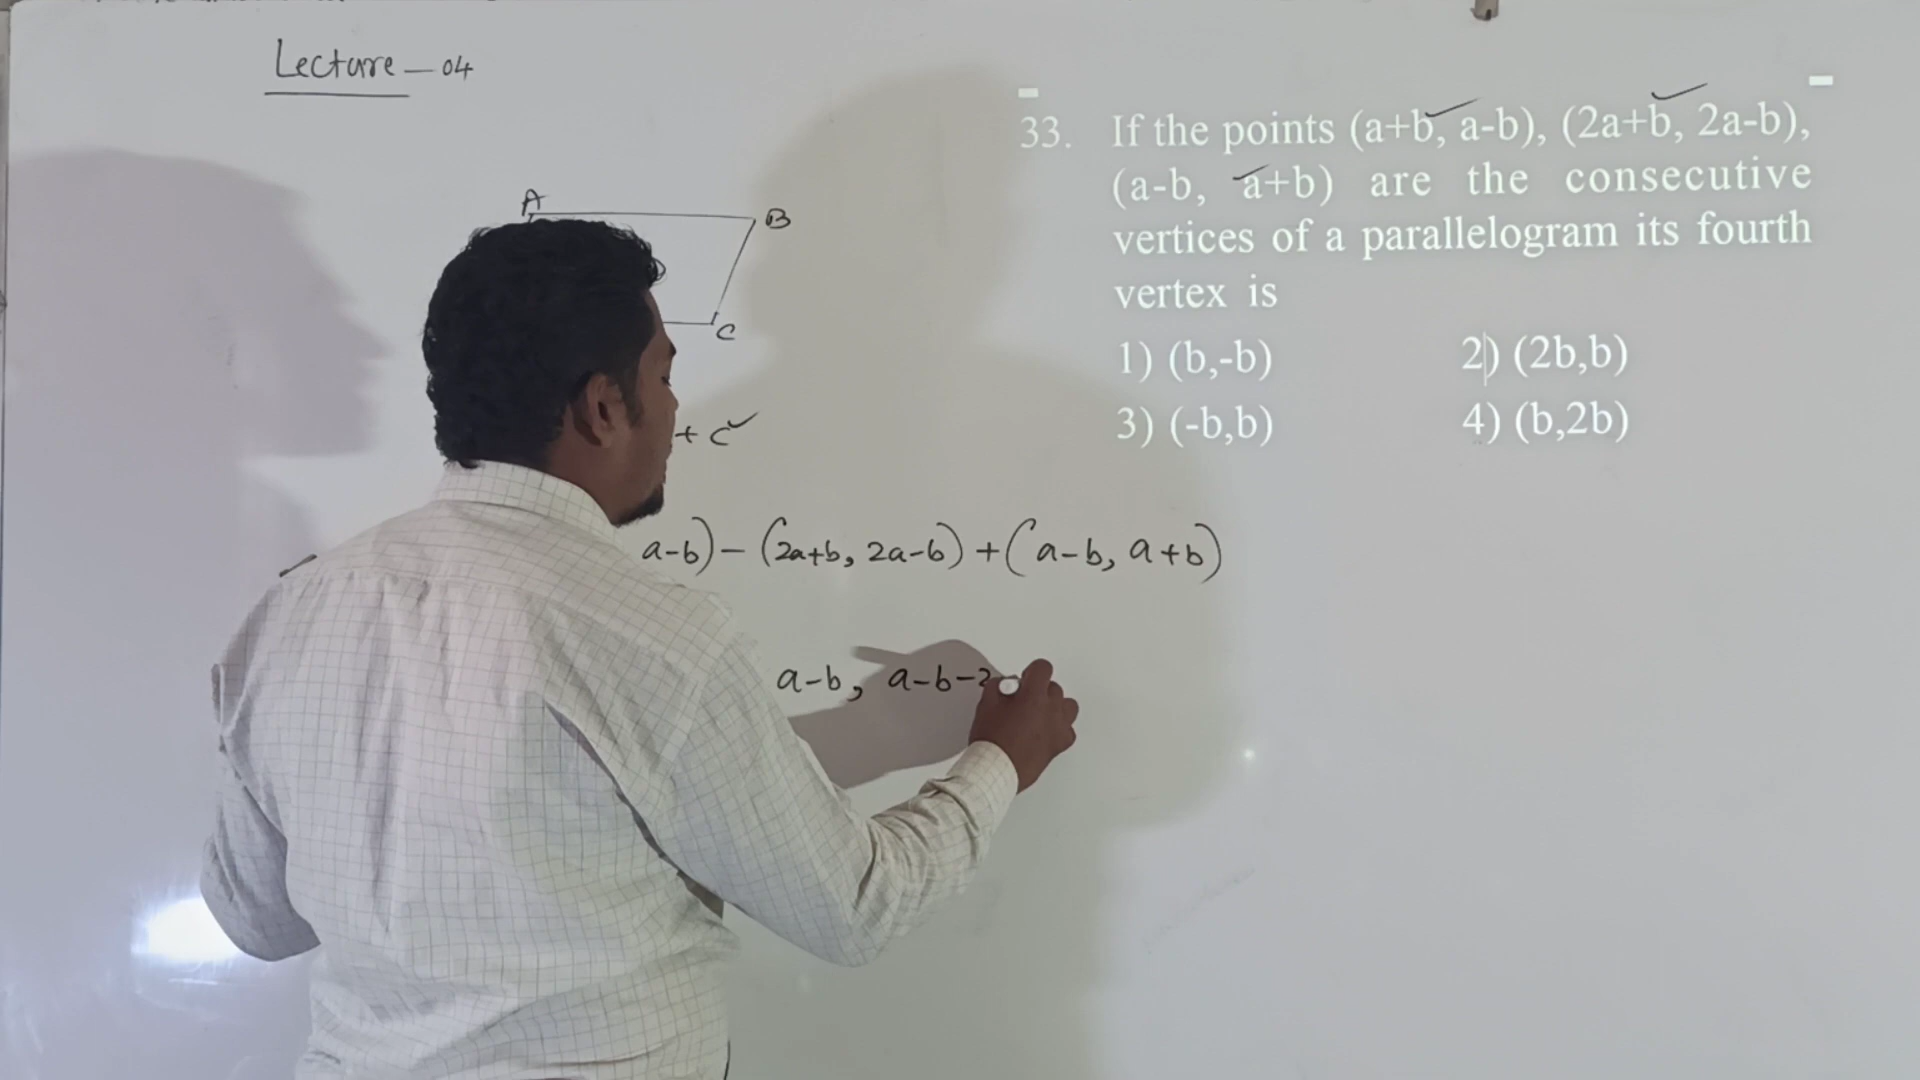 Lecture - 04
A
B
C
+ C
a-b) - (2a+b, 2a-b) + (a-b, a+b)
a-b, a-b-2
33. If the points (a+b, a-b), (2a+b, 2a-b),
(a-b, a+b) are the consecutive
vertices of a parallelogram its fourth
vertex is
1) (b,-b) 2) (2b,b)
3) (-b,b) 4) (b,2b)